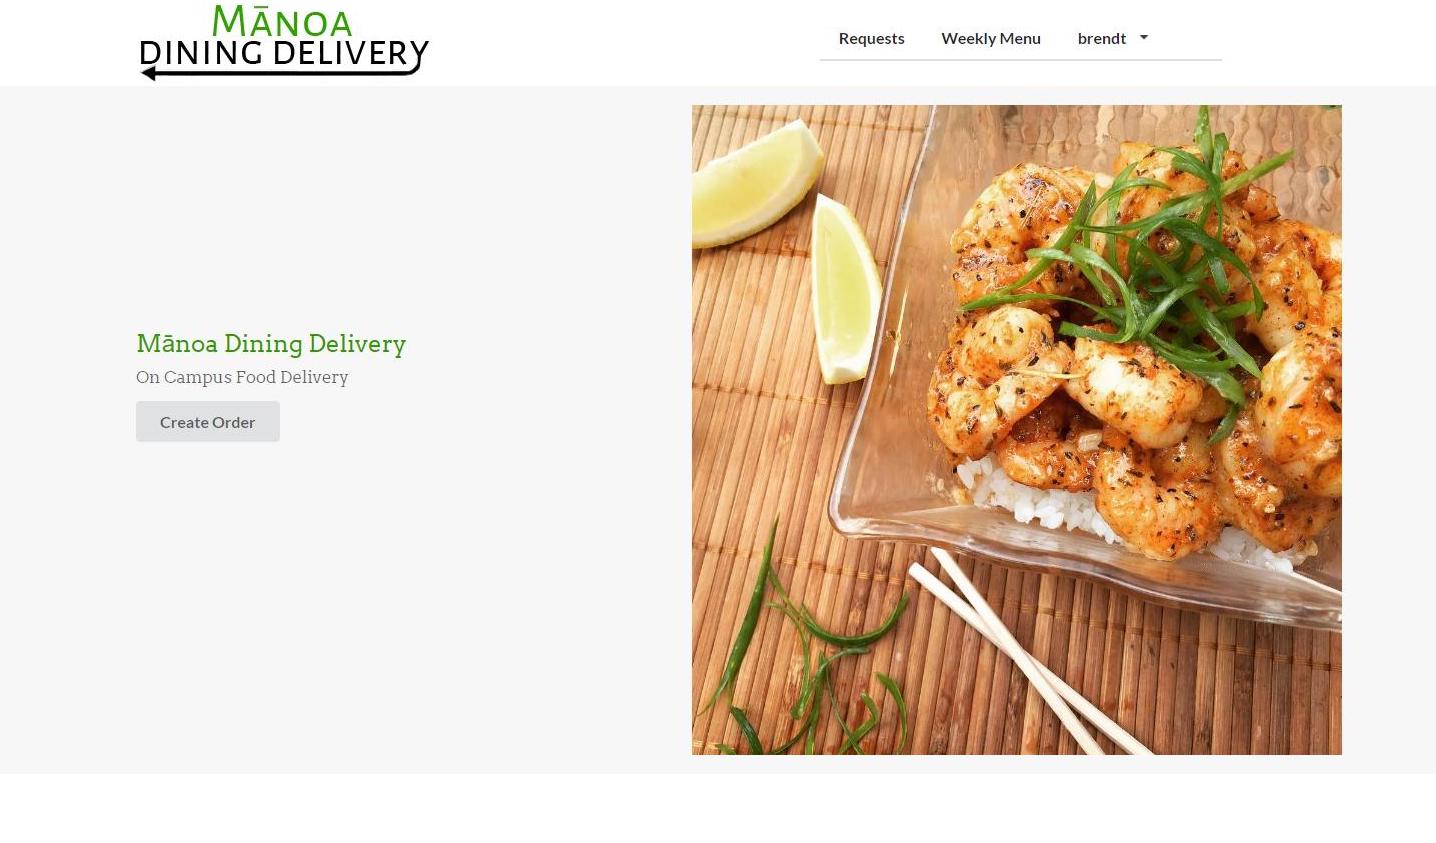 MĀNOA
DINING DELIVERY
Requests
Weekly Menu
brendt
Mānoa Dining Delivery
On Campus Food Delivery
Create Order